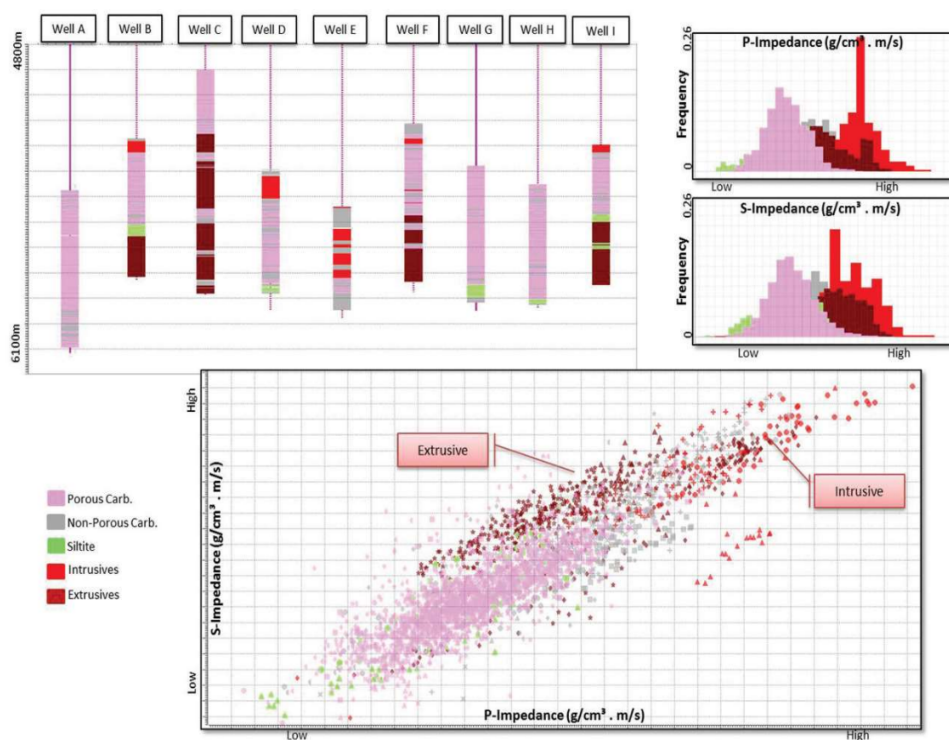 Well A
Well B
Well C
Well D
Well E
Well F
Well G
Well H
Well I
4800m
6100m
0.26
P-Impedance (g/cm³ . m/s)
Frequency
0
Low
High
0.26
S-Impedance (g/cm³ . m/s)
Frequency
0
Low
High
Porous Carb.
Non-Porous Carb.
Siltite
Intrusives
Extrusives
High
S-Impedance (g/cm³ . m/s)
Low
Extrusive
Intrusive
P-Impedance (g/cm³ . m/s)
Low
High